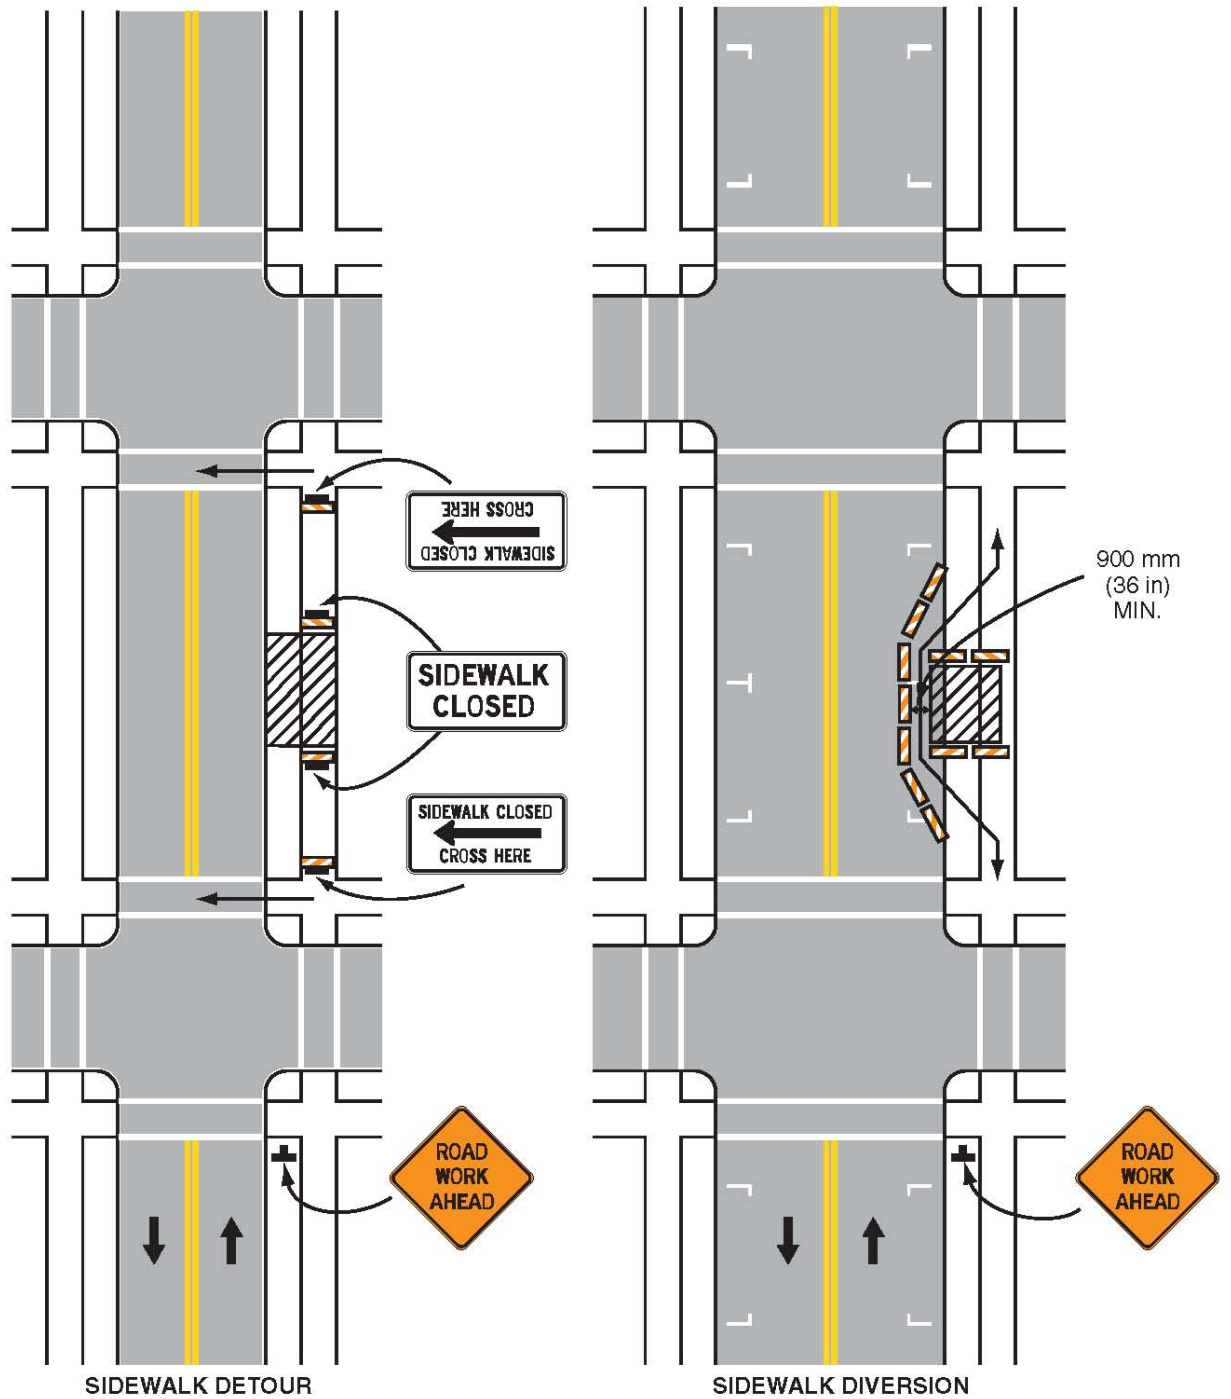 CROSS HERE
SIDEWALK CLOSED
SIDEWALK
CLOSED
SIDEWALK CLOSED
CROSS HERE
ROAD
WORK
AHEAD
SIDEWALK DETOUR
900 mm
(36 in)
MIN.
ROAD
WORK
AHEAD
SIDEWALK DIVERSION